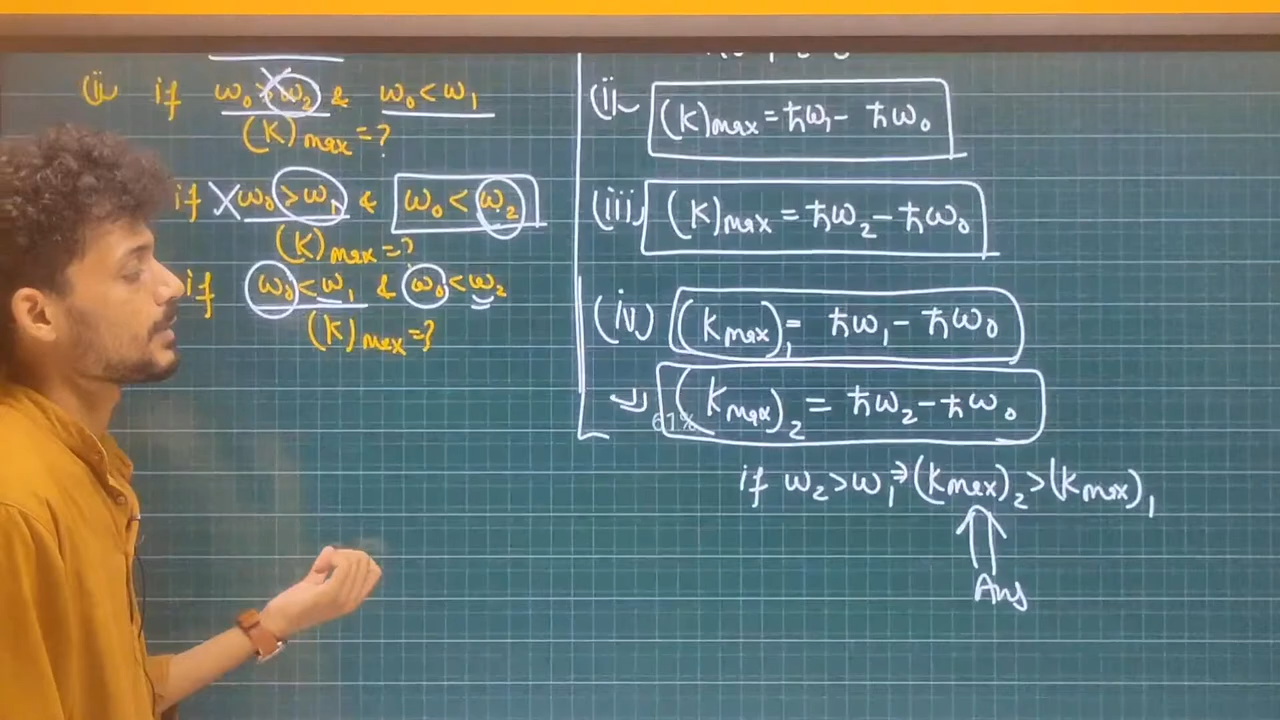 (ii) if ω₀ > ω₂ & ω₀ < ω₁
(K)max = ?
if ω₀ > ω₁ & ω₀ < ω₂
(K)max = ?
if ω₀ < ω₁ & ω₀ < ω₂
(K)max = ?
(ii) (K)max = ħω₁ - ħω₀
(iii) (K)max = ħω₂ - ħω₀
(iv) (Kmax)₁ = ħω₁ - ħω₀
(Kmax)₂ = ħω₂ - ħω₀
61%
if ω₂ > ω₁ ⇒ (Kmax)₂ > (Kmax)₁
Ans